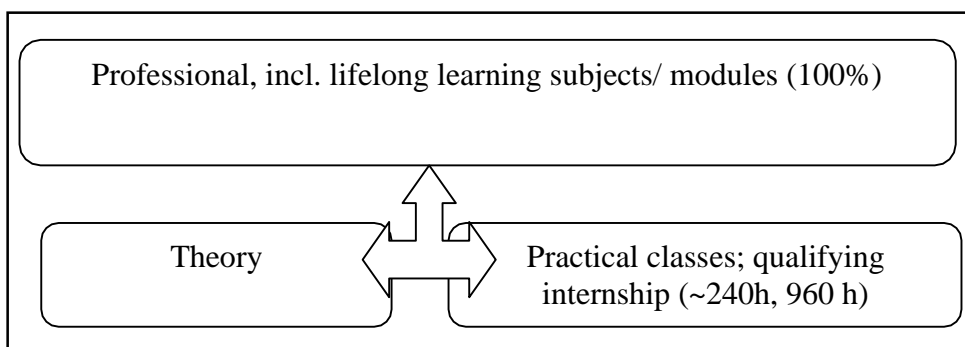 Professional, incl. lifelong learning subjects/ modules (100%)
Theory
Practical classes; qualifying
internship (~240h, 960 h)